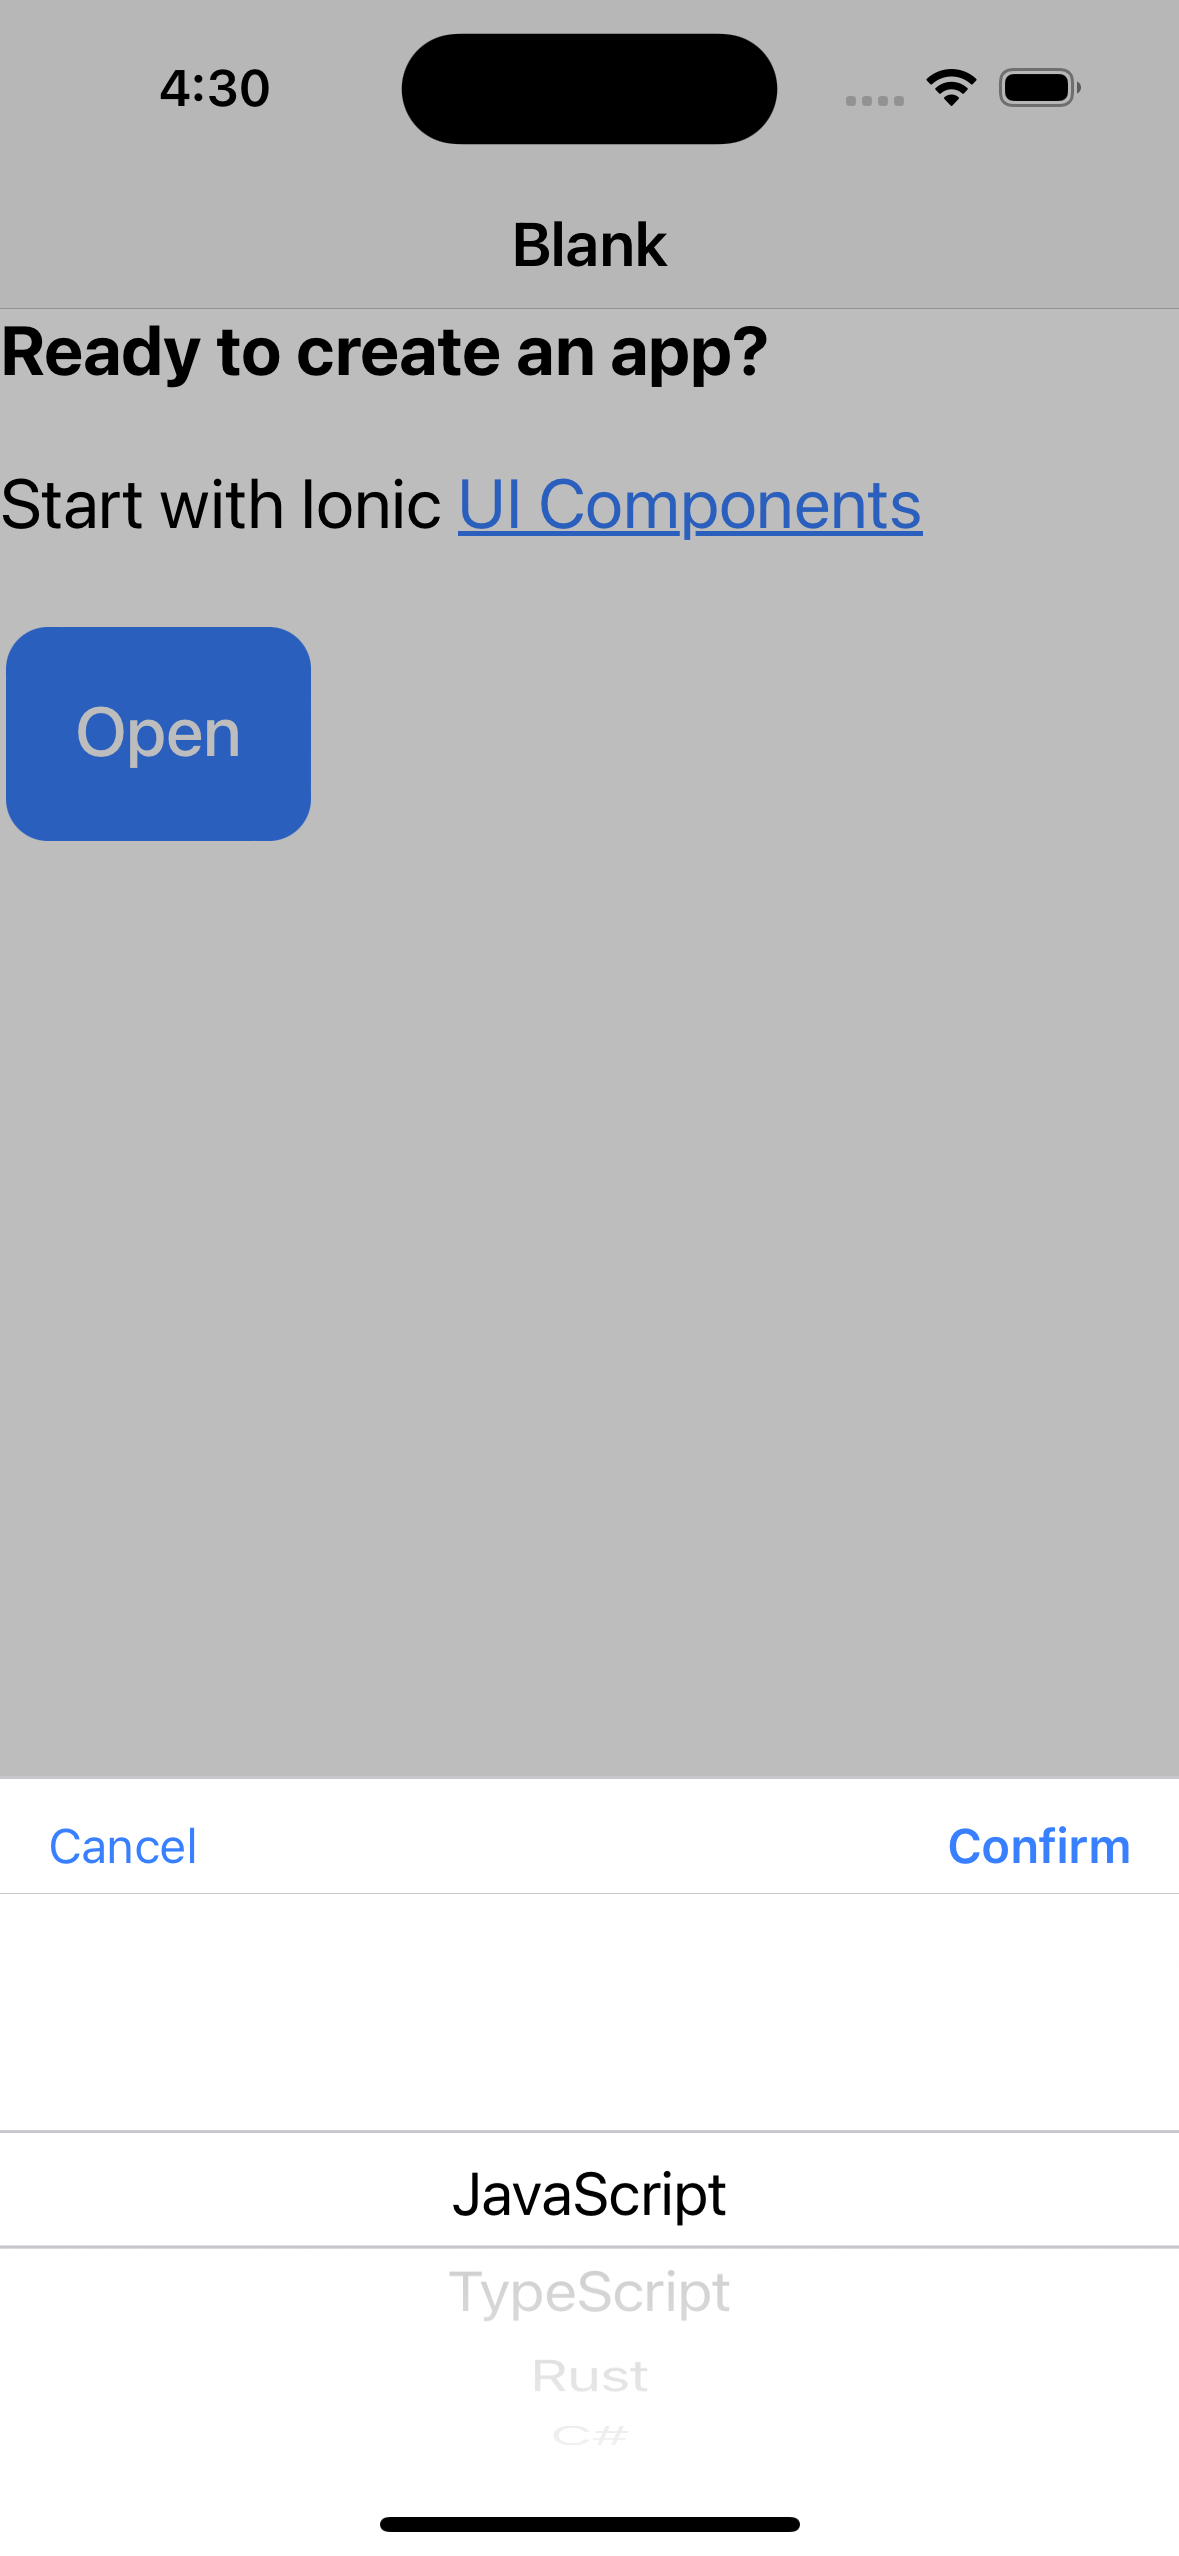 4:30
Blank
Ready to create an app?
Start with Ionic UI Components
Open
Cancel Confirm
JavaScript
TypeScript
Rust
C#